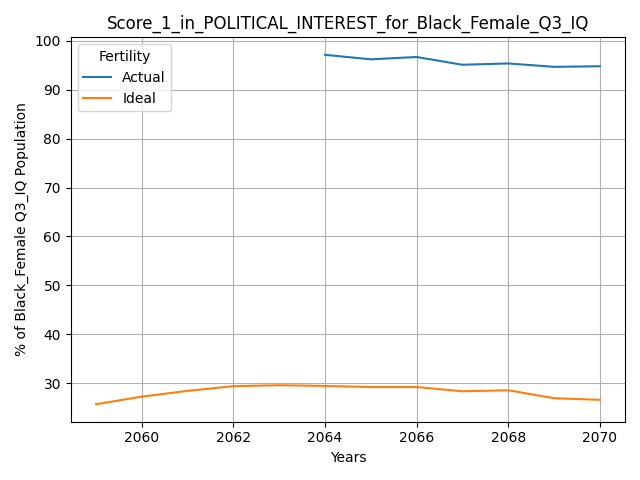 Score_1_in_POLITICAL_INTEREST_for_Black_Female_Q3_IQ
Fertility
Actual
Ideal
100
90
80
70
60
50
40
30
% of Black_Female Q3_IQ Population
2060
2062
2064
2066
2068
2070
Years